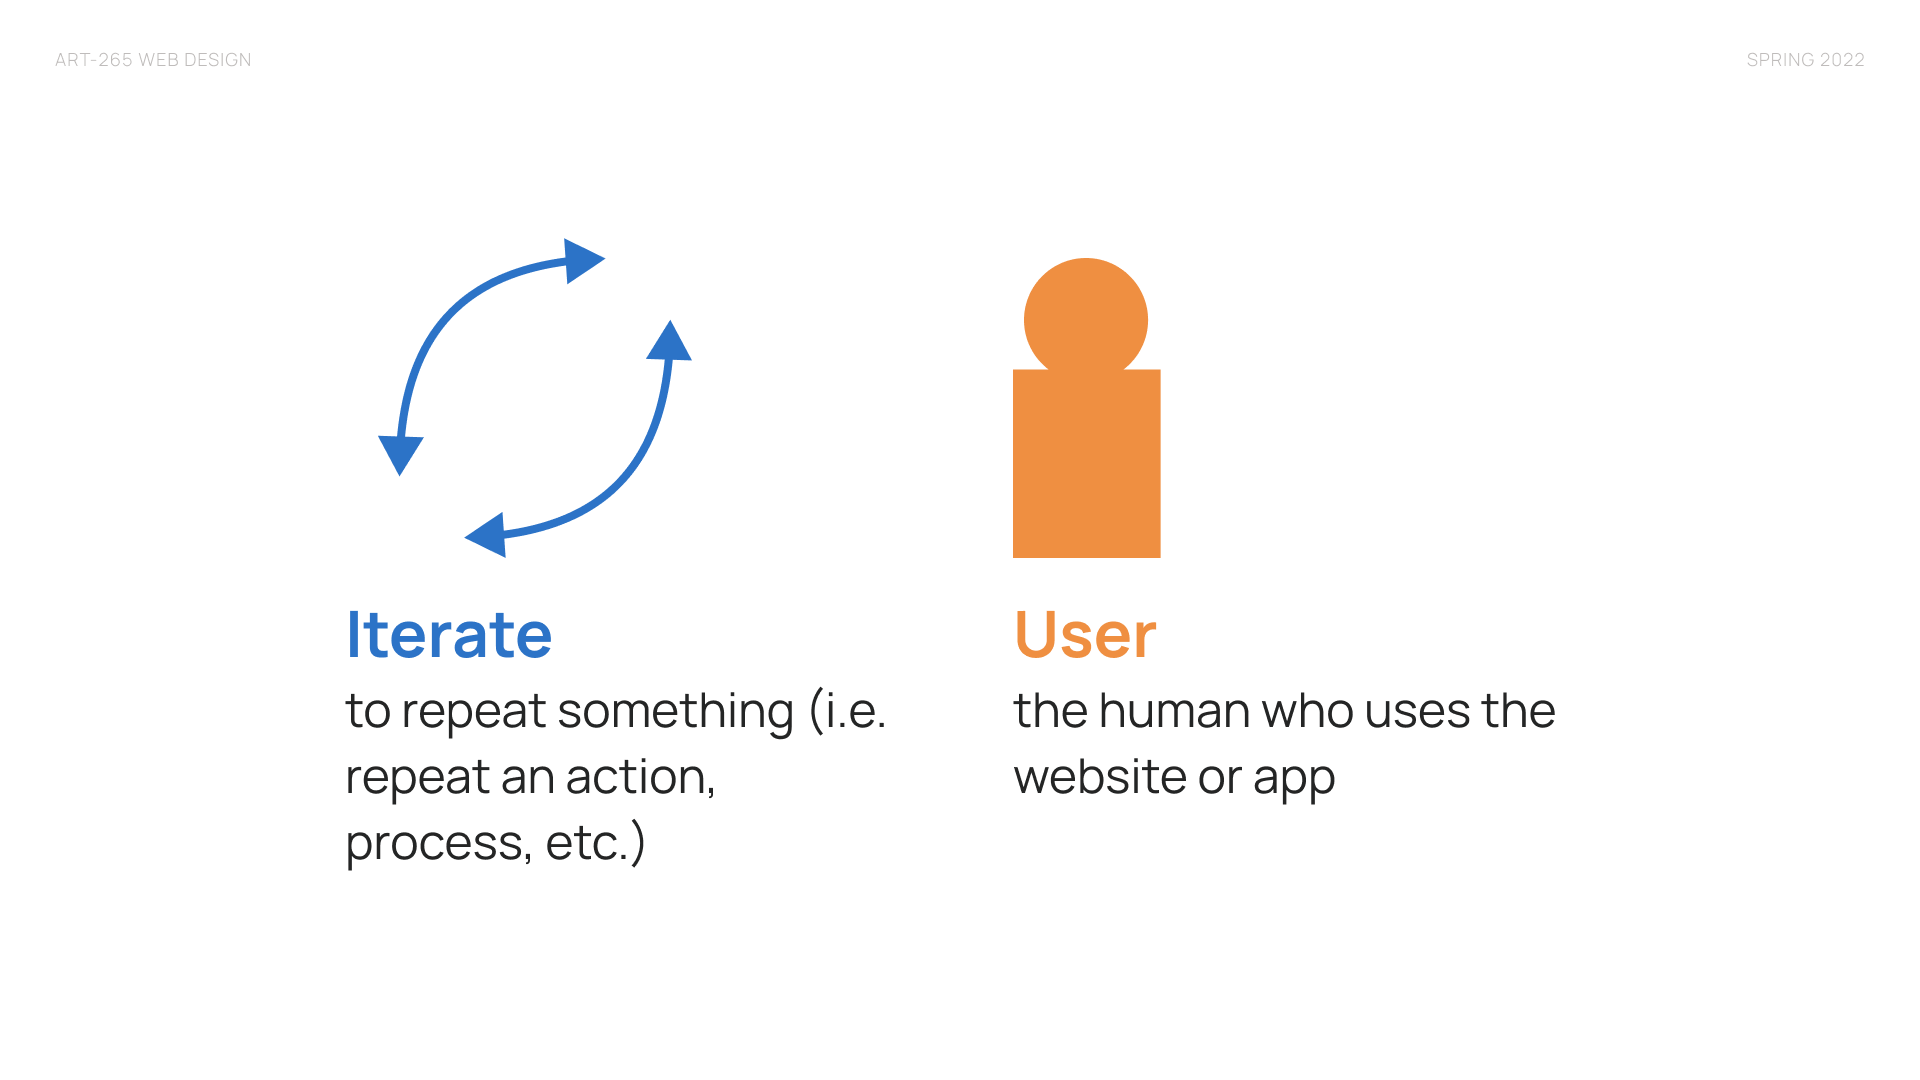 ART-265 WEB DESIGN
SPRING 2022
Iterate
to repeat something (i.e.
repeat an action,
process, etc.)
User
the human who uses the
website or app